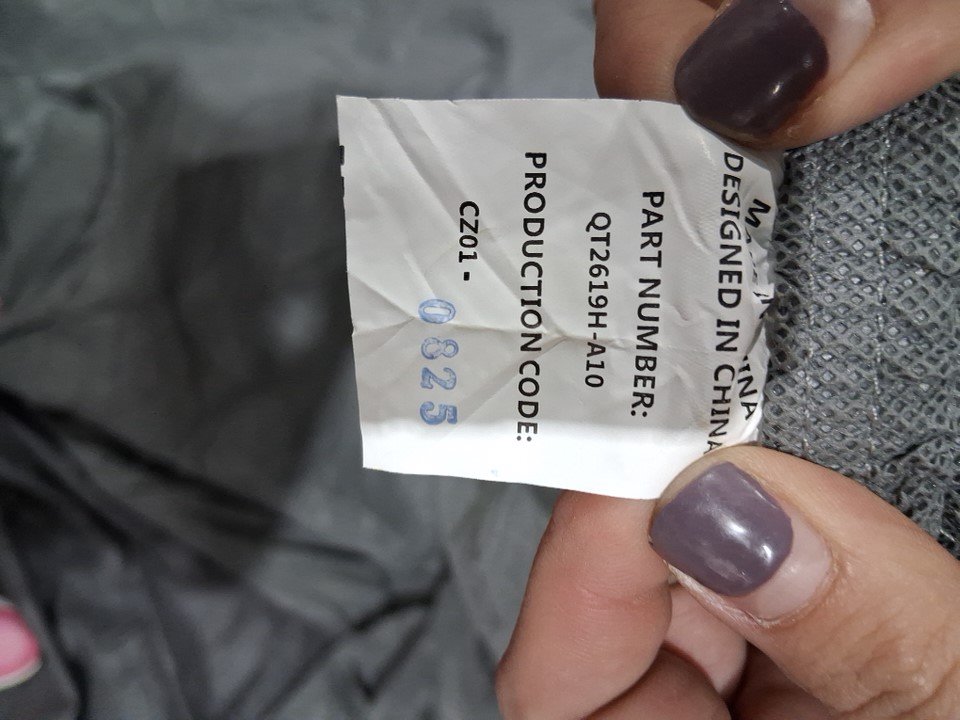 DESIGNED IN CHINA
PART NUMBER:
QT2619H-A10
PRODUCTION CODE:
CZ01- 0825